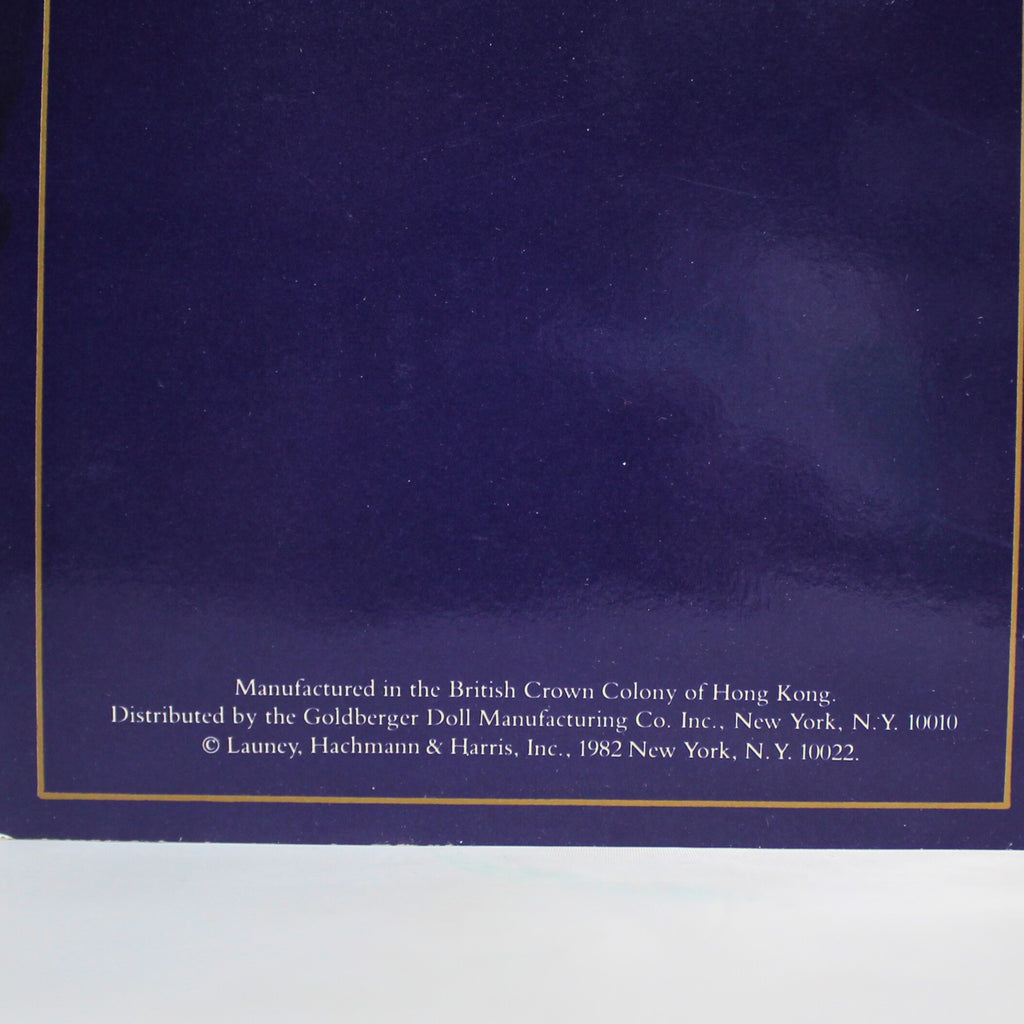 Manufactured in the British Crown Colony of Hong Kong.
Distributed by the Goldberger Doll Manufacturing Co. Inc., New York, N.Y. 10010
© Launey, Hachmann & Harris, Inc., 1982 New York, N.Y. 10022.